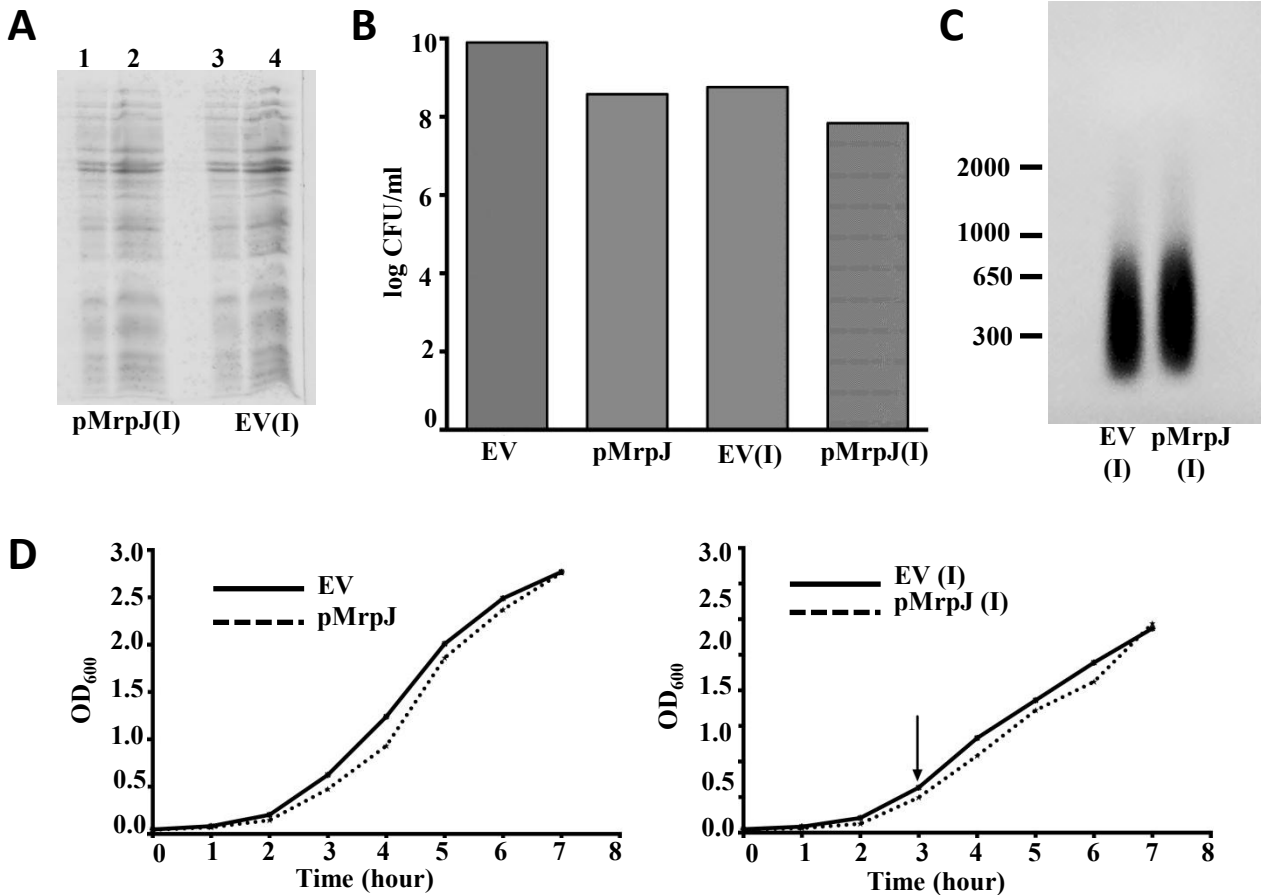 A
1 2 3 4
pMrpJ(I) EV(I)
B
10
8
6
4
2
0
log CFU/ml
EV pMrpJ EV(I) pMrpJ(I)
C
2000
1000
650
300
EV pMrpJ
(I) (I)
D
3.0
2.5
2.0
1.5
1.0
0.5
0.0
OD600
EV
pMrpJ
0 1 2 3 4 5 6 7 8
Time (hour)
3.0
2.5
2.0
1.5
1.0
0.5
0.0
OD600
EV (I)
pMrpJ (I)
0 1 2 3 4 5 6 7 8
Time (hour)